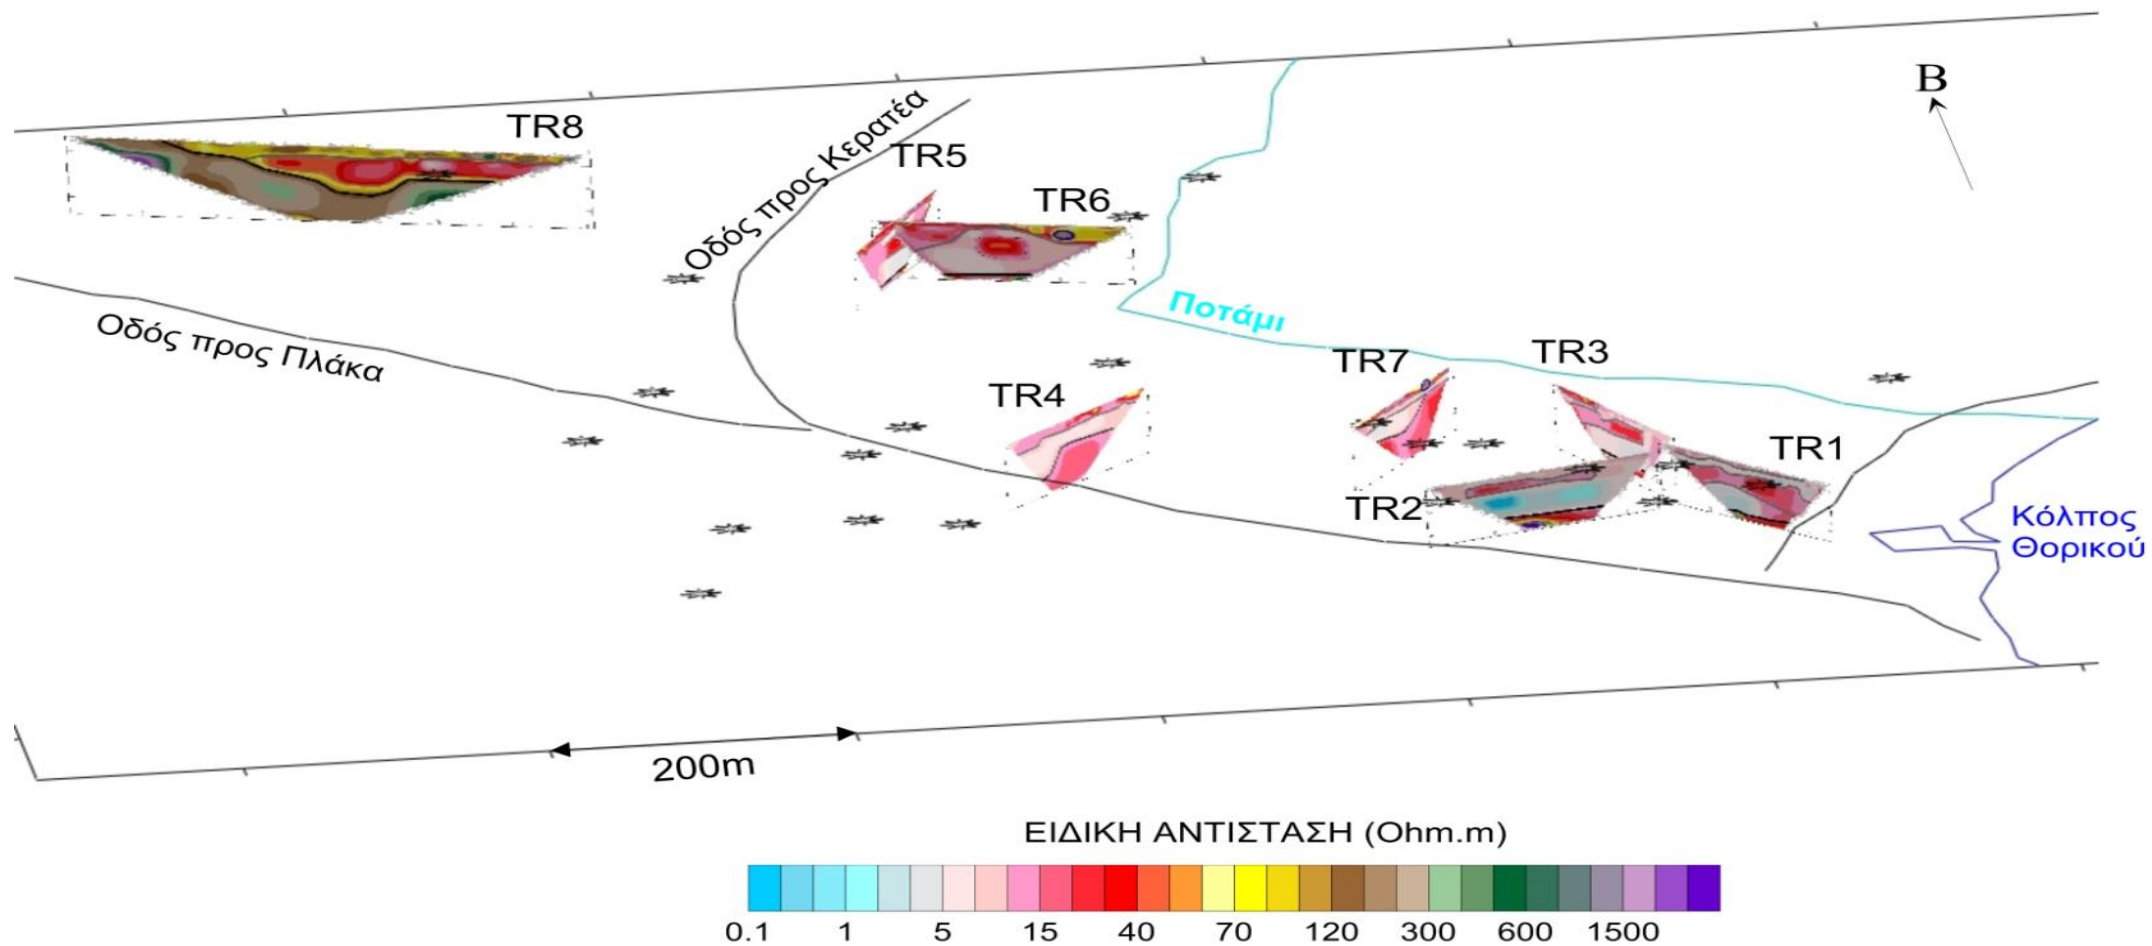 B
TR8
Οδός προς Κερατέα
TR5
TR6
Ποτάμι
Οδός προς Πλάκα
TR7
TR3
TR4
TR1
TR2
Κόλπος
Θορικού
200m
ΕΙΔΙΚΗ ΑΝΤΙΣΤΑΣΗ (Ohm.m)
0.1 1 5 15 40 70 120 300 600 1500